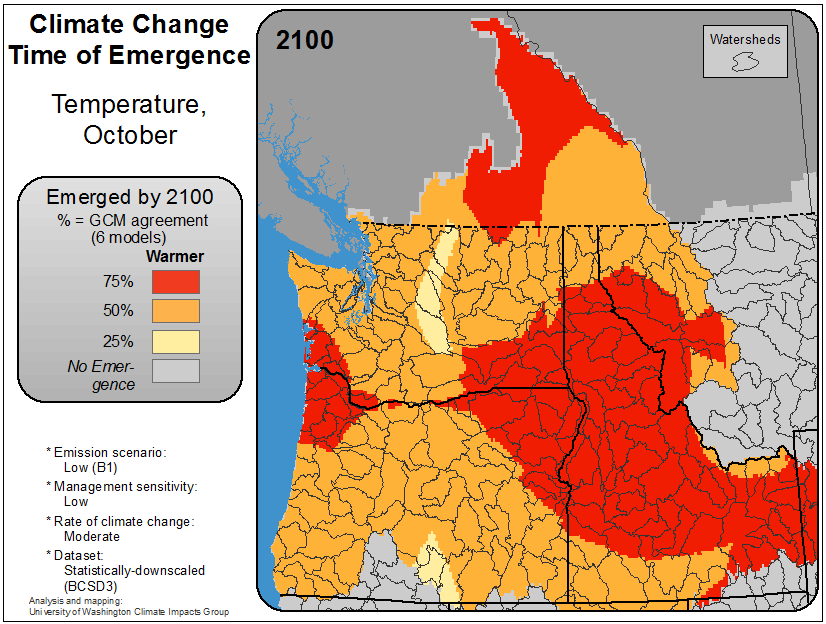 Climate Change
Time of Emergence
Temperature,
October
Emerged by 2100
% = GCM agreement
(6 models)
Warmer
75%
50%
25%
No Emer-
gence
* Emission scenario:
Low (B1)
* Management sensitivity:
Low
* Rate of climate change:
Moderate
* Dataset:
Statistically-downscaled
(BCSD3)
Analysis and mapping:
University of Washington Climate Impacts Group
2100
Watersheds